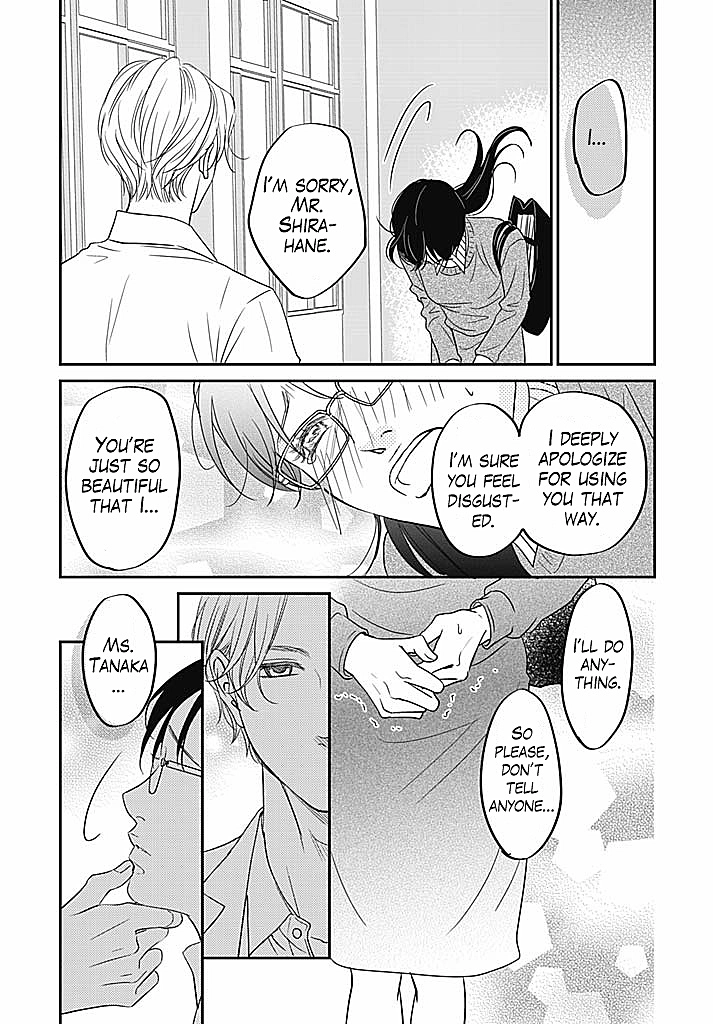 I...
I'M SORRY,
MR.
SHIRA-
HANE.
I DEEPLY
APOLOGIZE
FOR USING
YOU THAT
WAY.
I'M SURE
YOU FEEL
DISGUST-
ED.
YOU'RE
JUST SO
BEAUTIFUL
THAT I...
I'LL DO
ANY-
THING.
SO
PLEASE,
DON'T
TELL
ANYONE...
MS.
TANAKA
...